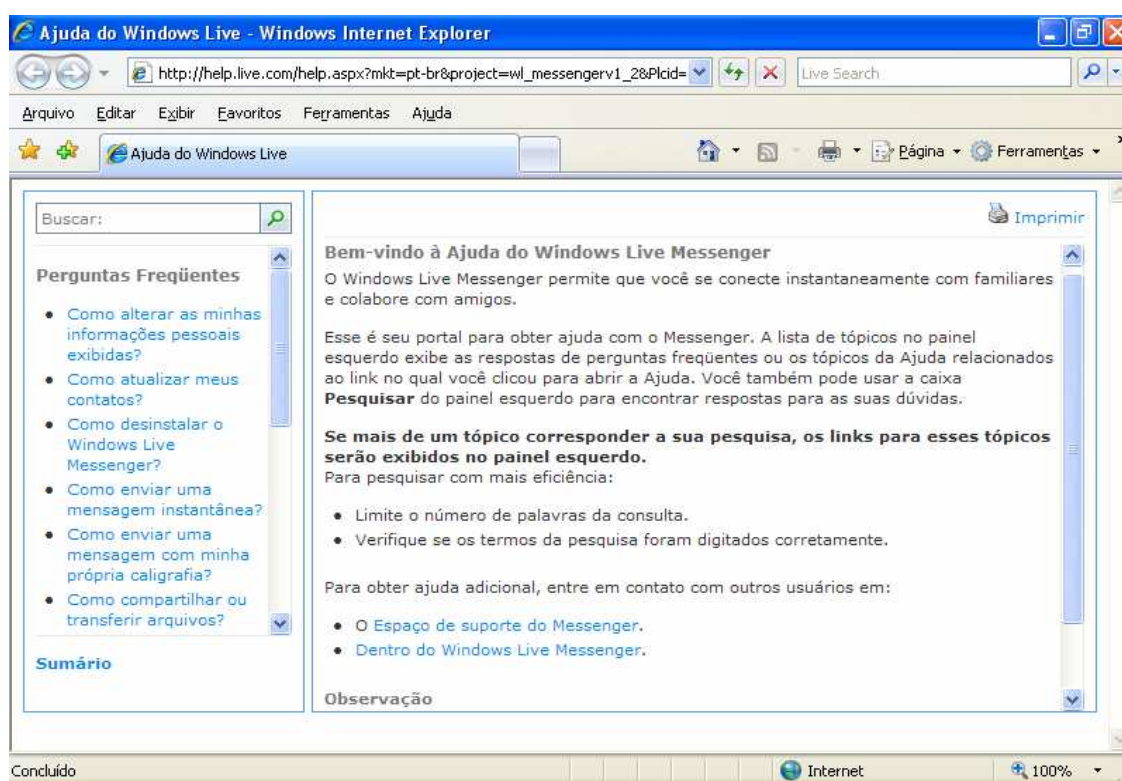 Ajuda do Windows Live - Windows Internet Explorer
http://help.live.com/help.aspx?mkt=pt-br&project=wl_messengerv1_2&Plcid=
Live Search
Arquivo Editar Exibir Favoritos Ferramentas Ajuda
Ajuda do Windows Live
Página Ferramentas
Buscar:
Perguntas Freqüentes
Como alterar as minhas
informações pessoais
exibidas?
Como atualizar meus
contatos?
Como desinstalar o
Windows Live
Messenger?
Como enviar uma
mensagem instantânea?
Como enviar uma
mensagem com minha
própria caligrafia?
Como compartilhar ou
transferir arquivos?
Sumário
Imprimir
Bem-vindo à Ajuda do Windows Live Messenger
O Windows Live Messenger permite que você se conecte instantaneamente com familiares
e colabore com amigos.
Esse é seu portal para obter ajuda com o Messenger. A lista de tópicos no painel
esquerdo exibe as respostas de perguntas freqüentes ou os tópicos da Ajuda relacionados
ao link no qual você clicou para abrir a Ajuda. Você também pode usar a caixa
Pesquisar do painel esquerdo para encontrar respostas para as suas dúvidas.
Se mais de um tópico corresponder a sua pesquisa, os links para esses tópicos
serão exibidos no painel esquerdo.
Para pesquisar com mais eficiência:
Limite o número de palavras da consulta.
Verifique se os termos da pesquisa foram digitados corretamente.
Para obter ajuda adicional, entre em contato com outros usuários em:
O Espaço de suporte do Messenger.
Dentro do Windows Live Messenger.
Observação
Concluído
Internet
100%